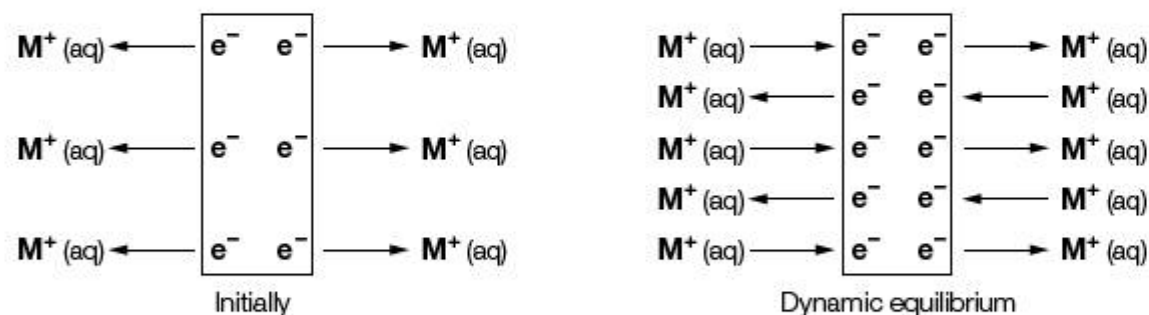 M⁺ (aq) e⁻ e⁻ M⁺ (aq)
M⁺ (aq) e⁻ e⁻ M⁺ (aq)
M⁺ (aq) e⁻ e⁻ M⁺ (aq)
Initially
M⁺ (aq) e⁻ e⁻ M⁺ (aq)
M⁺ (aq) e⁻ e⁻ M⁺ (aq)
M⁺ (aq) e⁻ e⁻ M⁺ (aq)
M⁺ (aq) e⁻ e⁻ M⁺ (aq)
M⁺ (aq) e⁻ e⁻ M⁺ (aq)
Dynamic equilibrium